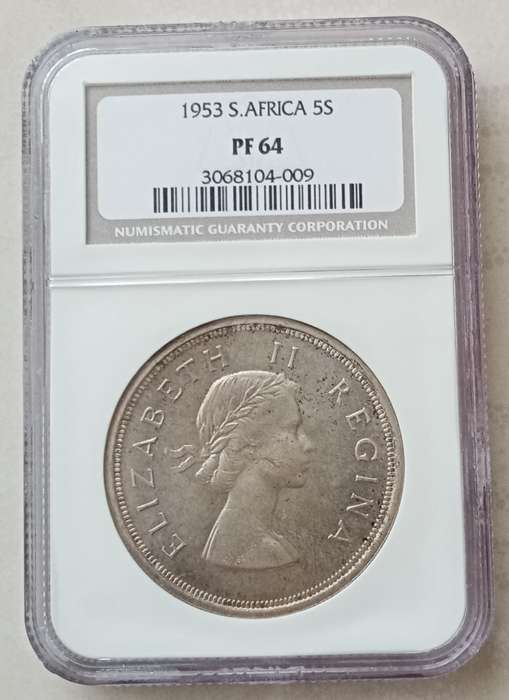 1953 S.AFRICA 5S
PF 64
3068104-009
NUMISMATIC GUARANTY CORPORATION
ELIZABETH II REGINA